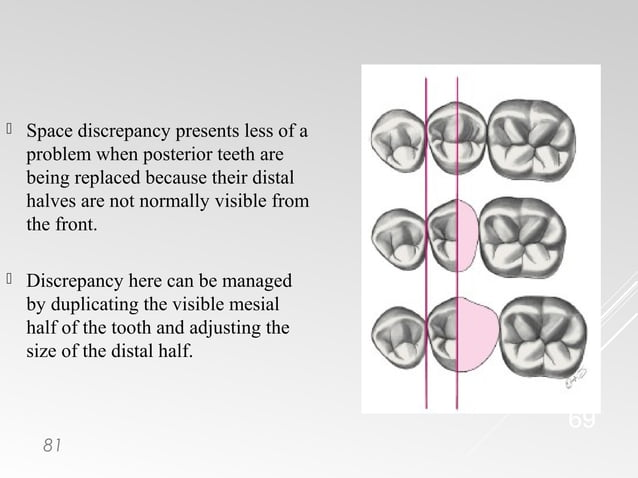 Space discrepancy presents less of a
problem when posterior teeth are
being replaced because their distal
halves are not normally visible from
the front.
Discrepancy here can be managed
by duplicating the visible mesial
half of the tooth and adjusting the
size of the distal half.
69
81